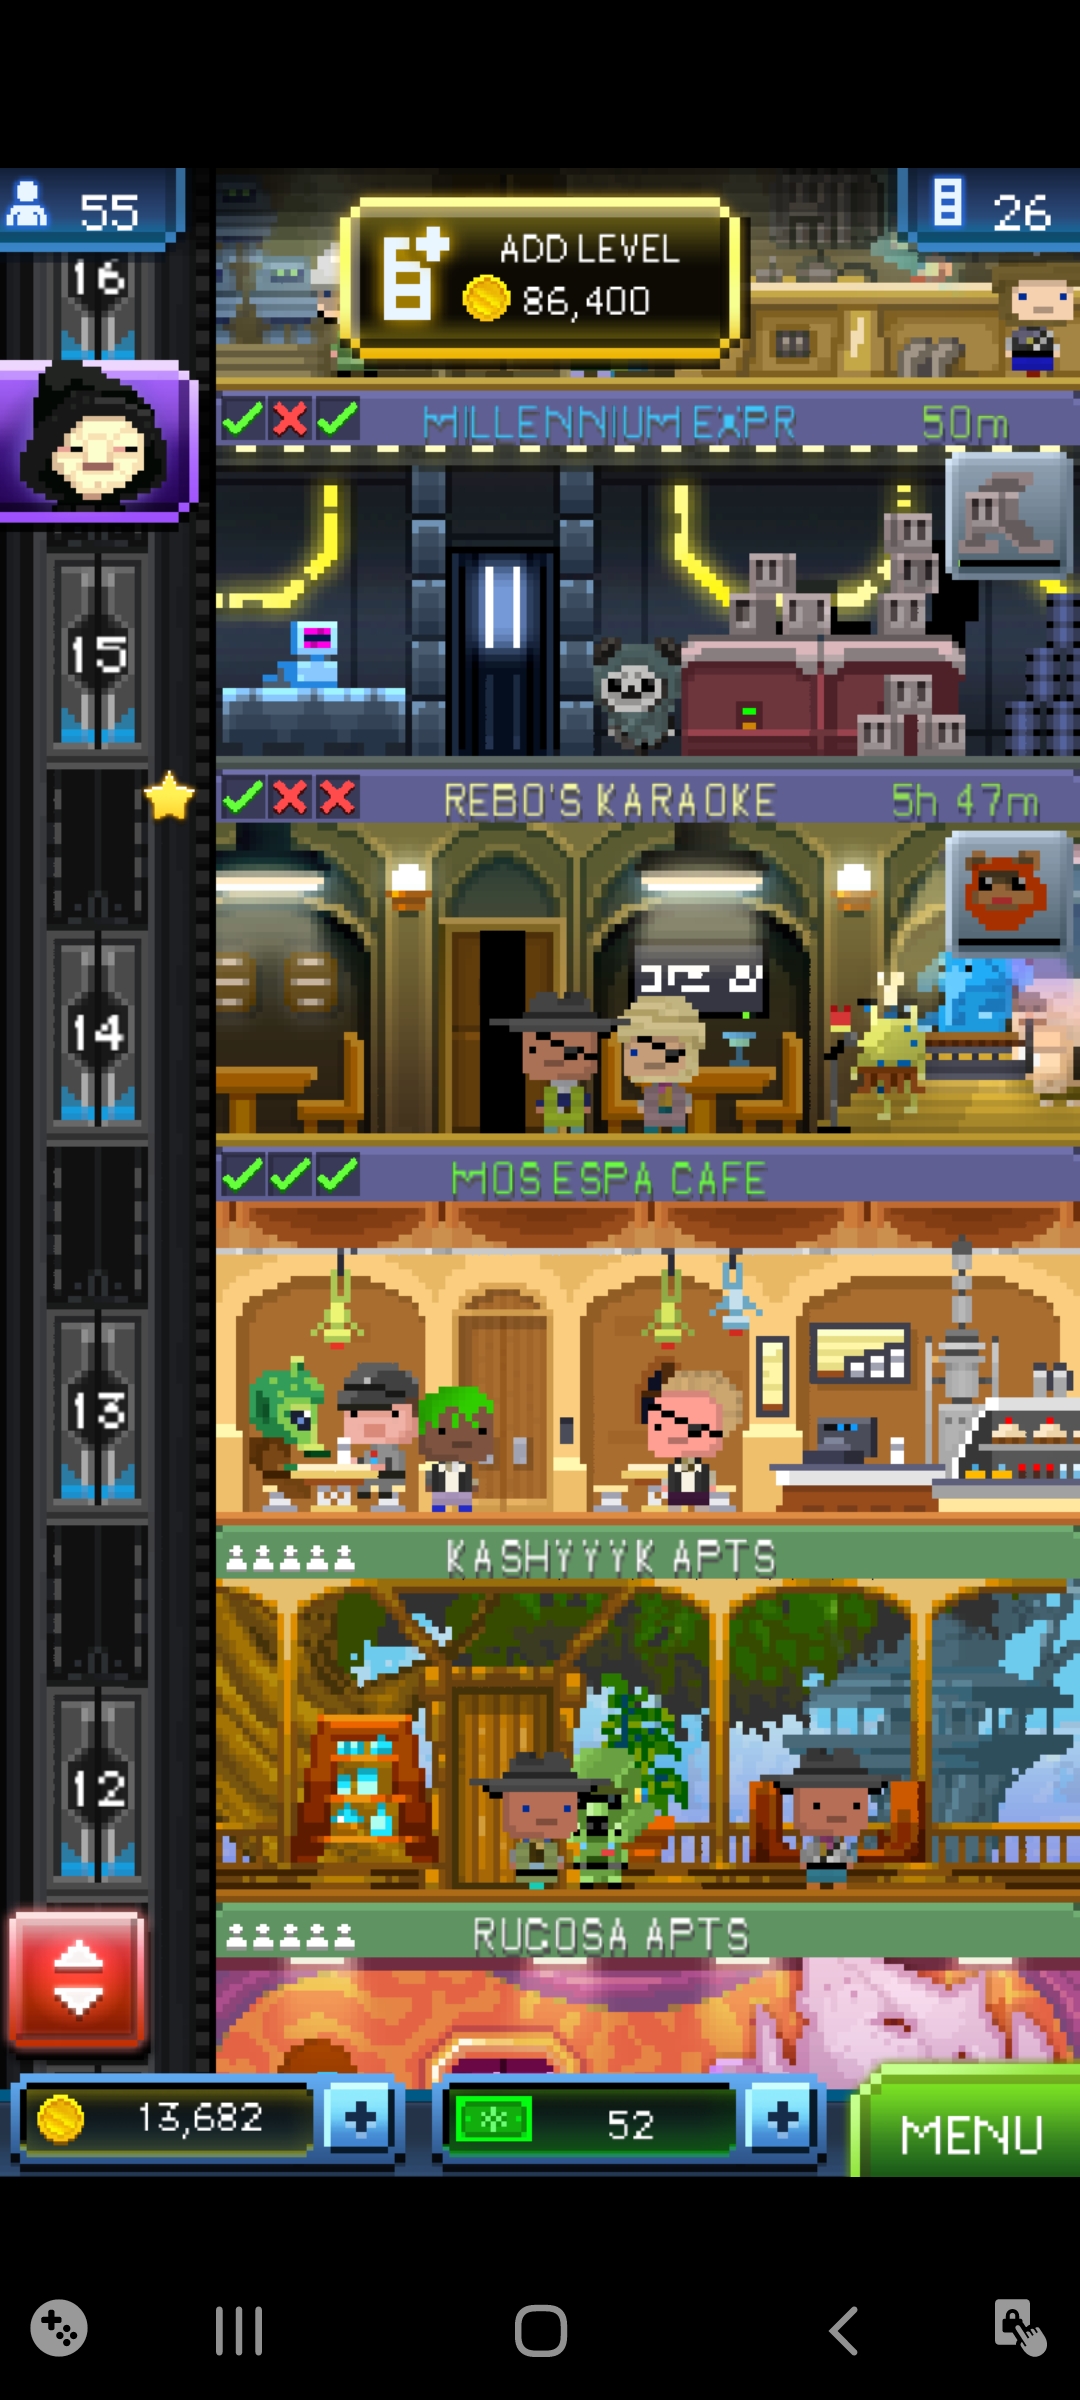 55
ADD LEVEL
86,400
26
16
MILLENNIUM EXPR
50m
15
REBO'S KARAOKE
5h 47m
14
MOS ESPA CAFE
13
KASHYYYK APTS
12
RUCOSA APTS
13,682
52
MENU